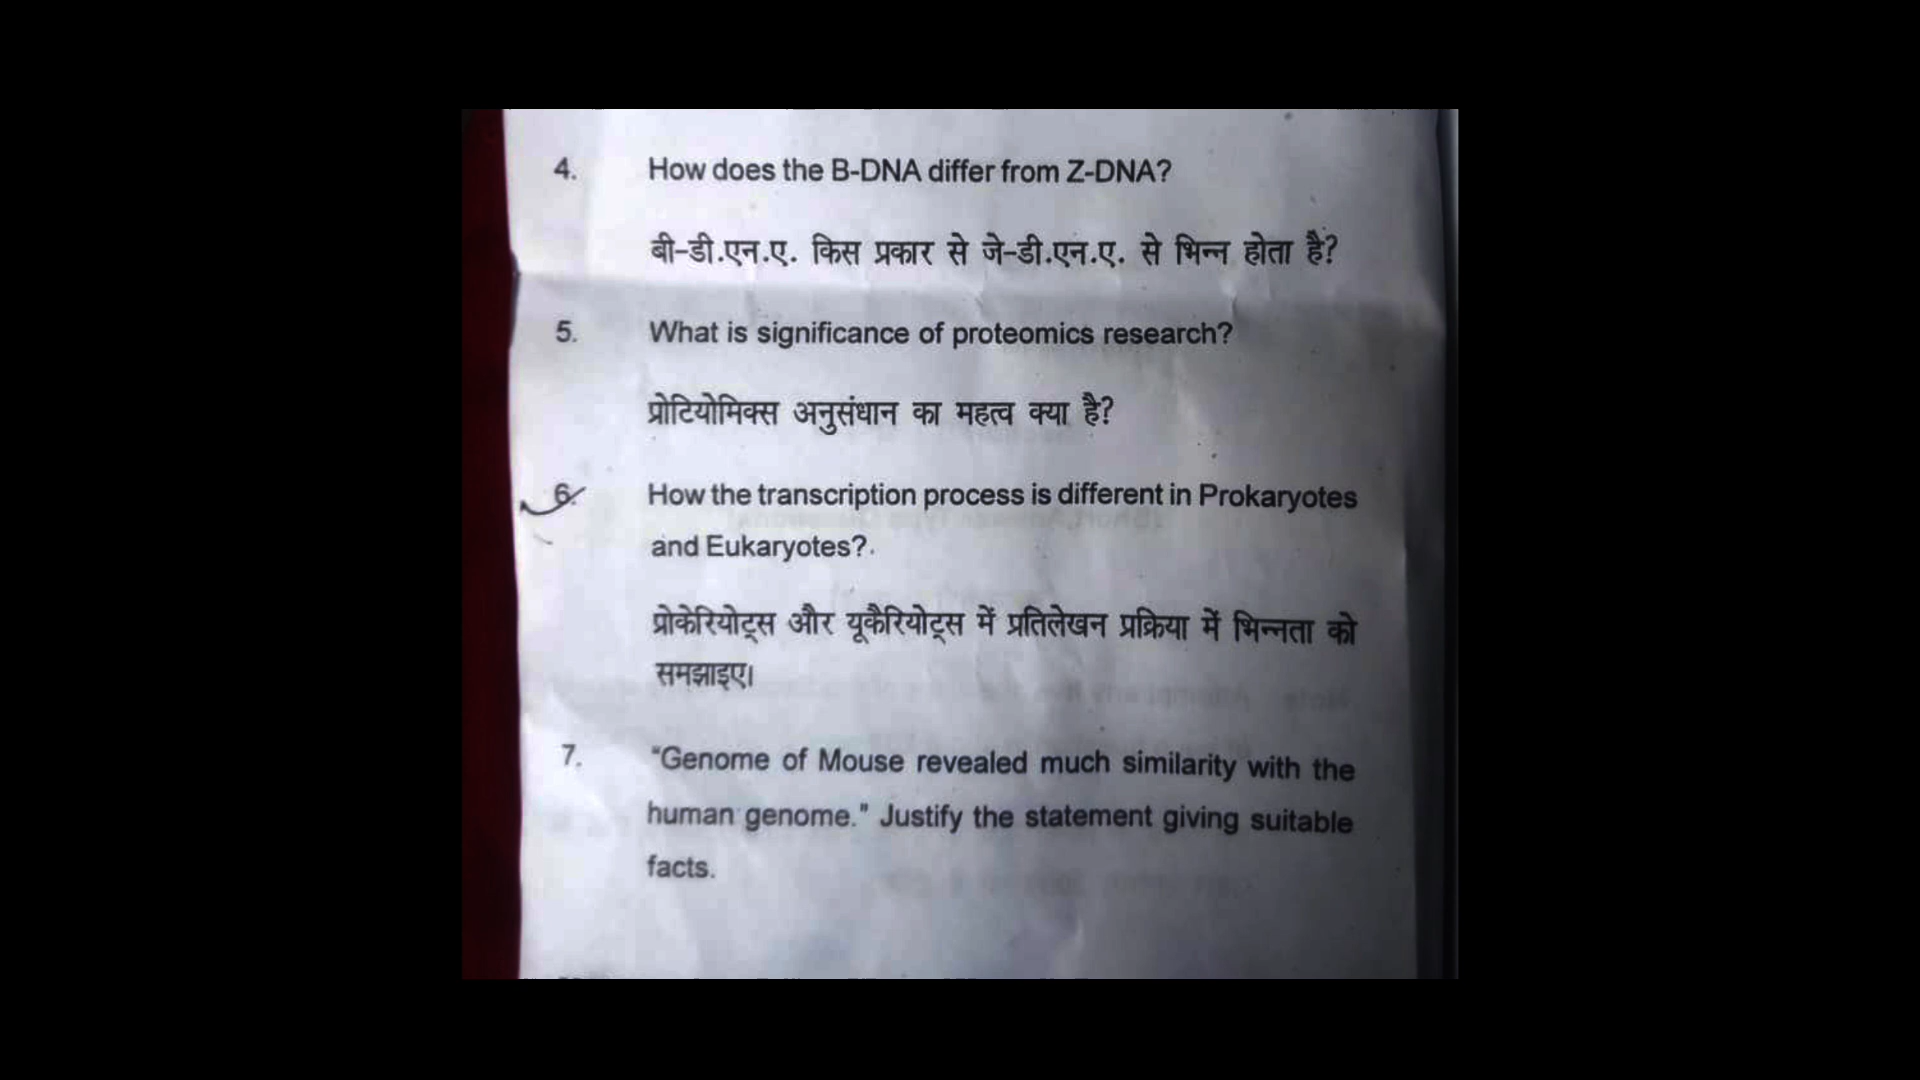 4. How does the B-DNA differ from Z-DNA?
बी-डी.एन.ए. किस प्रकार से जे-डी.एन.ए. से भिन्न होता है?
5. What is significance of proteomics research?
प्रोटियोमिक्स अनुसंधान का महत्व क्या है?
6. How the transcription process is different in Prokaryotes
and Eukaryotes?.
प्रोकेरियोट्स और यूकैरियोट्स में प्रतिलेखन प्रक्रिया में भिन्नता को
समझाइए।
7. "Genome of Mouse revealed much similarity with the
human genome." Justify the statement giving suitable
facts.